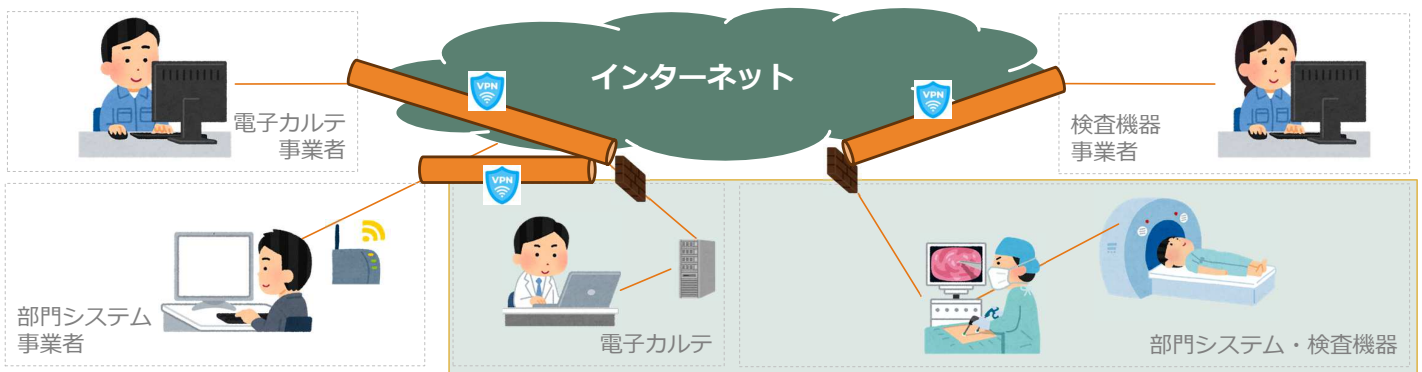 インターネット
VPN
VPN
電子カルテ
事業者
検査機器
事業者
VPN
部門システム
事業者
電子カルテ
部門システム・検査機器